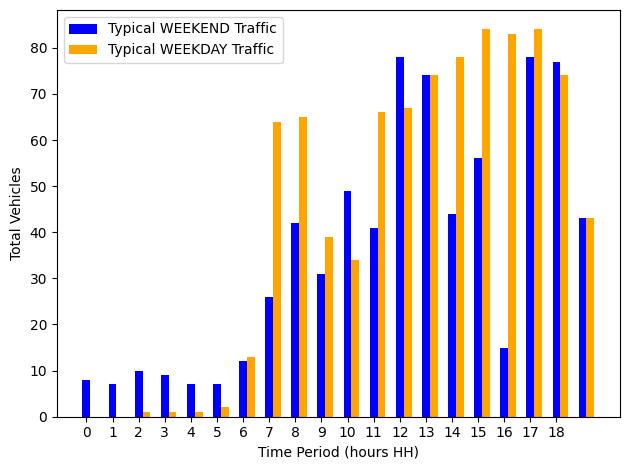 Typical WEEKEND Traffic
Typical WEEKDAY Traffic
Total Vehicles
80
70
60
50
40
30
20
10
0
0 1 2 3 4 5 6 7 8 9 10 11 12 13 14 15 16 17 18
Time Period (hours HH)